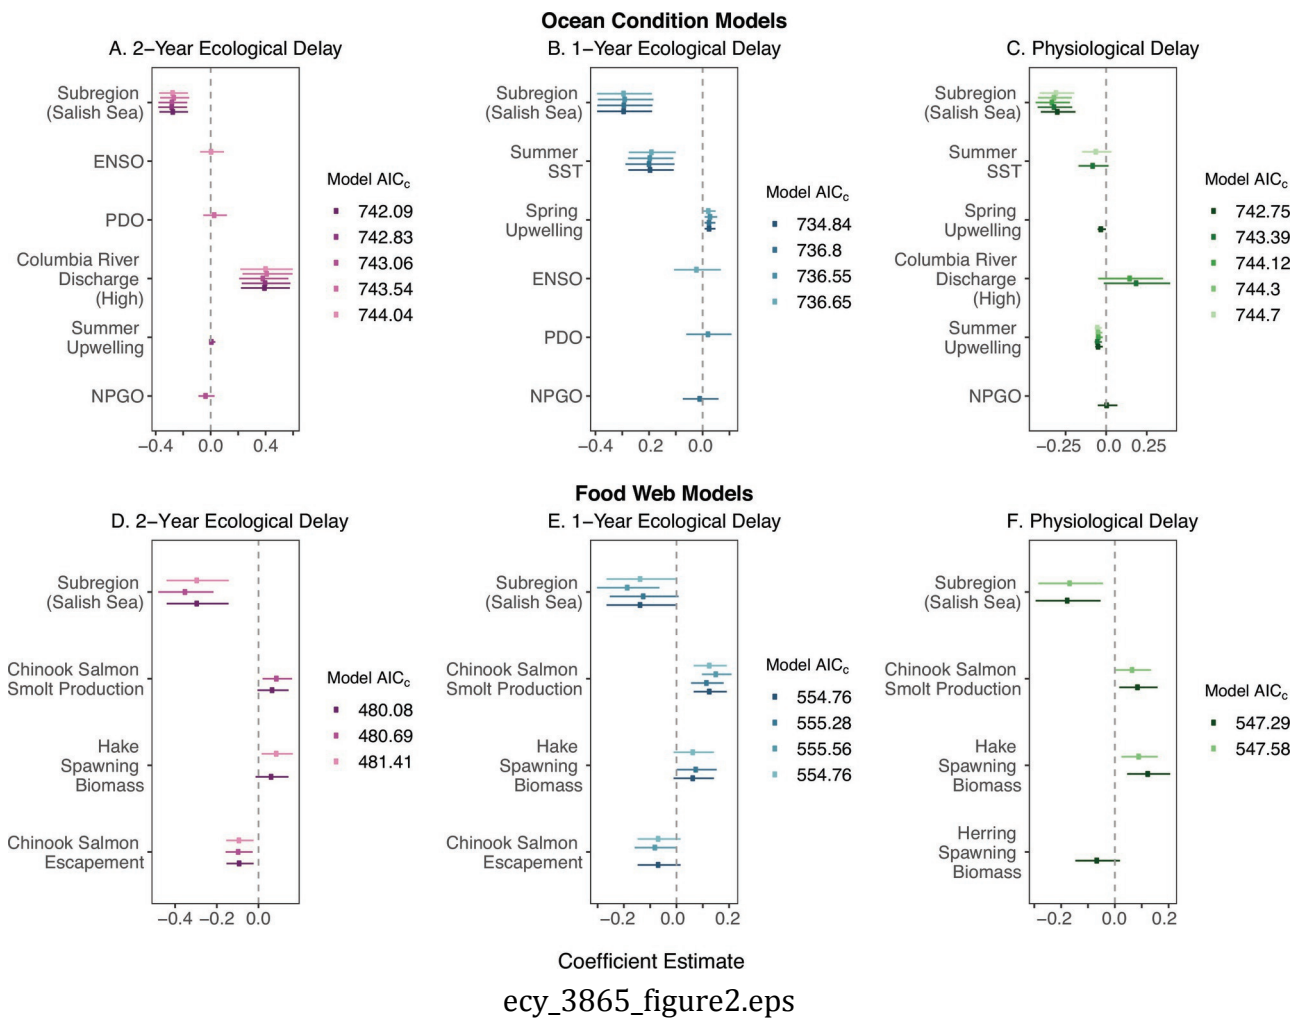 Ocean Condition Models
A. 2−Year Ecological Delay
Subregion
(Salish Sea)
ENSO
PDO
Columbia River
Discharge
(High)
Summer
Upwelling
NPGO
−0.4 0.0 0.4
Model AICc
742.09
742.83
743.06
743.54
744.04
B. 1−Year Ecological Delay
Subregion
(Salish Sea)
Summer
SST
Spring
Upwelling
ENSO
PDO
NPGO
−0.4 0.2 0.0
Model AICc
734.84
736.8
736.55
736.65
C. Physiological Delay
Subregion
(Salish Sea)
Summer
SST
Spring
Upwelling
Columbia River
Discharge
(High)
Summer
Upwelling
NPGO
−0.25 0.00 0.25
Model AICc
742.75
743.39
744.12
744.3
744.7
Food Web Models
D. 2−Year Ecological Delay
Subregion
(Salish Sea)
Chinook Salmon
Smolt Production
Hake
Spawning
Biomass
Chinook Salmon
Escapement
−0.4 −0.2 0.0
Model AICc
480.08
480.69
481.41
E. 1−Year Ecological Delay
Subregion
(Salish Sea)
Chinook Salmon
Smolt Production
Hake
Spawning
Biomass
Chinook Salmon
Escapement
−0.2 0.0 0.2
Model AICc
554.76
555.28
555.56
554.76
F. Physiological Delay
Subregion
(Salish Sea)
Chinook Salmon
Smolt Production
Hake
Spawning
Biomass
Herring
Spawning
Biomass
−0.2 0.0 0.2
Model AICc
547.29
547.58
Coefficient Estimate
ecy_3865_figure2.eps